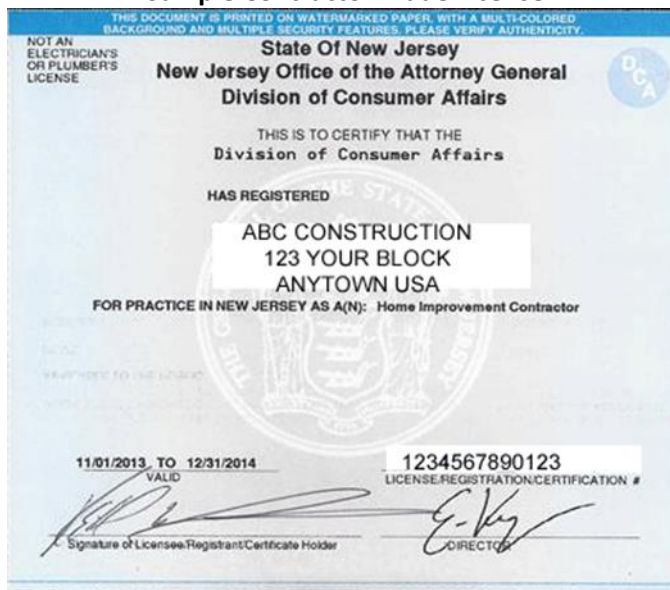 THIS DOCUMENT IS PRINTED ON WATERMARKED PAPER, WITH A MULTI-COLORED
BACKGROUND AND MULTIPLE SECURITY FEATURES. PLEASE VERIFY AUTHENTICITY.
NOT AN
ELECTRICIAN'S
OR PLUMBER'S
LICENSE
State Of New Jersey
New Jersey Office of the Attorney General
Division of Consumer Affairs
DCA
THIS IS TO CERTIFY THAT THE
Division of Consumer Affairs
HAS REGISTERED
ABC CONSTRUCTION
123 YOUR BLOCK
ANYTOWN USA
FOR PRACTICE IN NEW JERSEY AS A(N): Home Improvement Contractor
11/01/2013 TO 12/31/2014
VALID
1234567890123
LICENSE/REGISTRATION/CERTIFICATION #
Signature of Licensee/Registrant/Certificate Holder
DIRECTOR